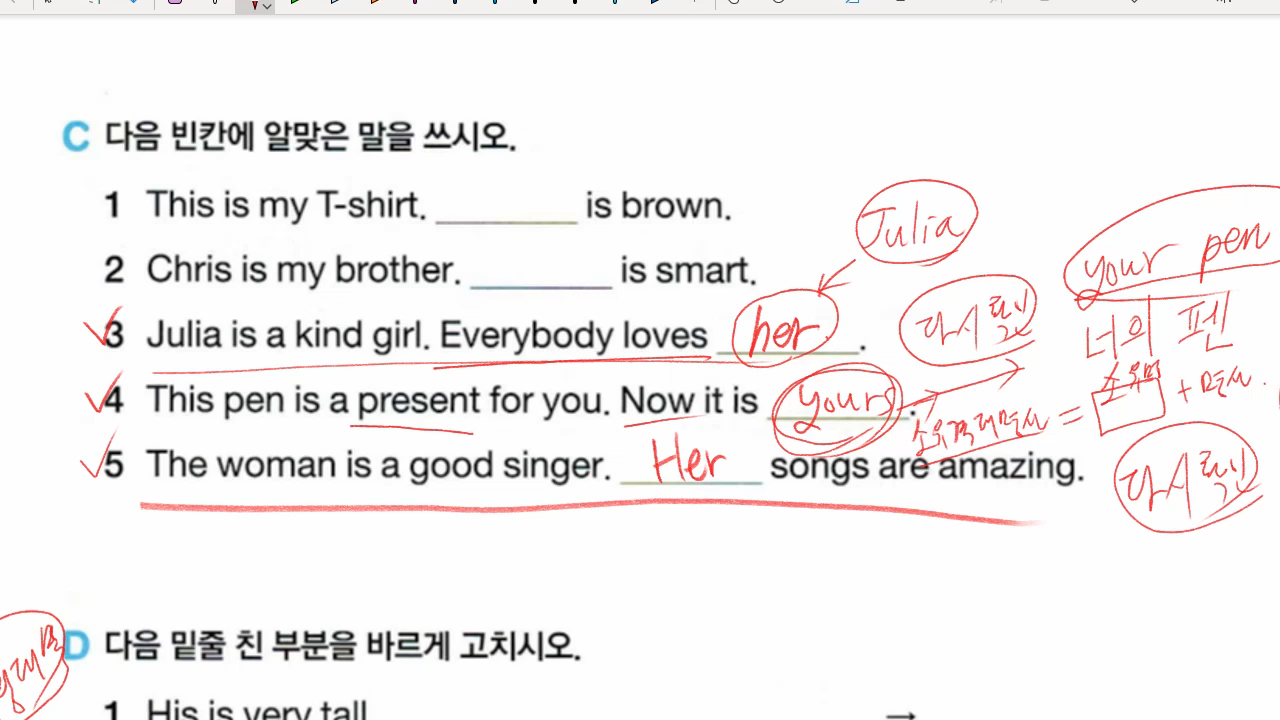 C 다음 빈칸에 알맞은 말을 쓰시오.
1 This is my T-shirt. ________ is brown.
2 Chris is my brother. ________ is smart.
Julia
3 Julia is a kind girl. Everybody loves her.
다시 확인
your pen
너의 펜
4 This pen is a present for you. Now it is yours.
소유격대명사 = 소유격 + 명사.
5 The woman is a good singer. Her songs are amazing.
다시 확인
D 다음 밑줄 친 부분을 바르게 고치시오.
1 His is very tall →